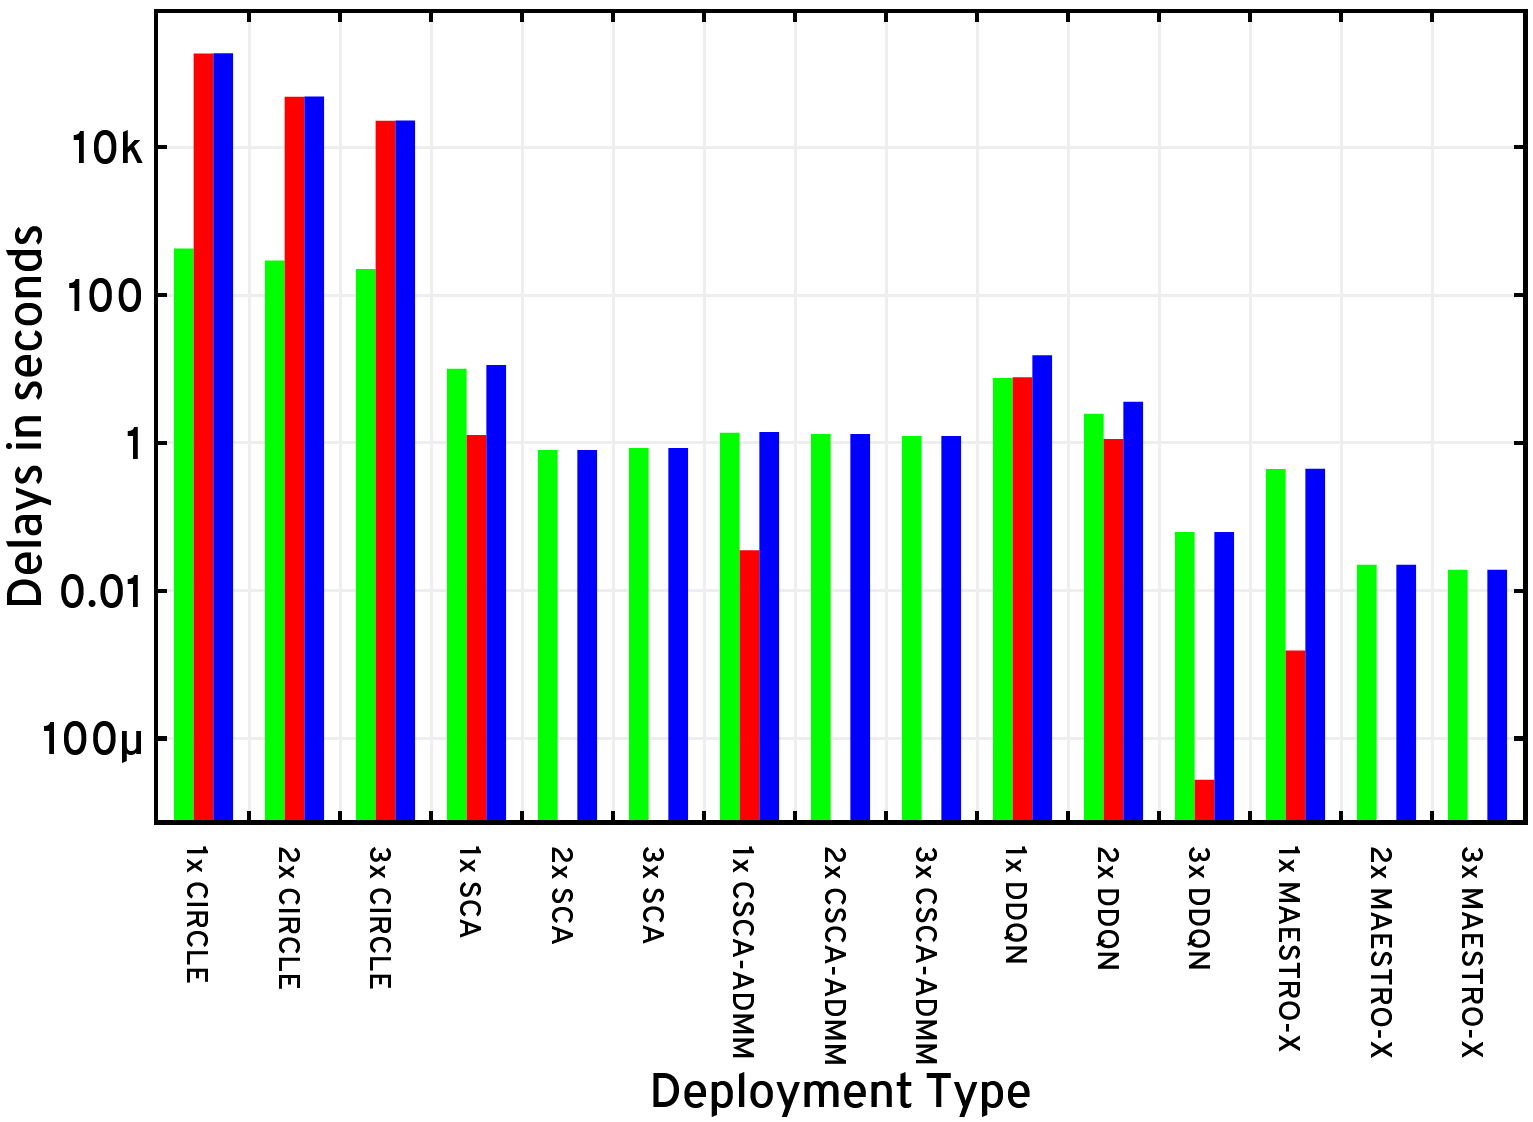 Delays in seconds
10k
100
1
0.01
100µ
1x CIRCLE
2x CIRCLE
3x CIRCLE
1x SCA
2x SCA
3x SCA
1x CSCA-ADMM
2x CSCA-ADMM
3x CSCA-ADMM
1x DDQN
2x DDQN
3x DDQN
1x MAESTRO-X
2x MAESTRO-X
3x MAESTRO-X
Deployment Type